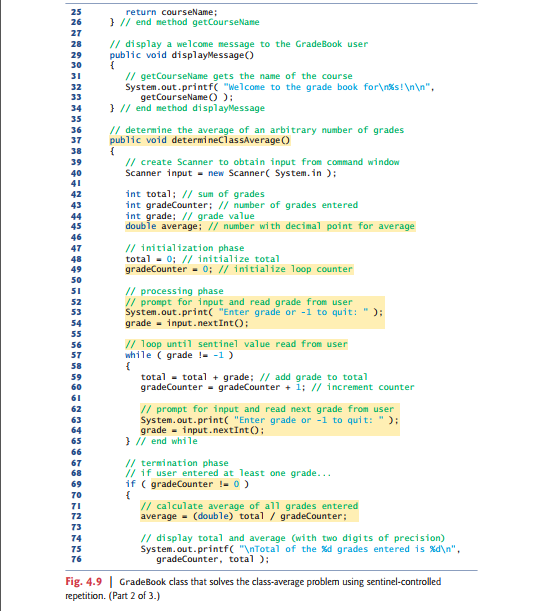 25 return courseName;
26 } // end method getCourseName
27
28 // display a welcome message to the GradeBook user
29 public void displayMessage()
30 {
31 // getCourseName gets the name of the course
32 System.out.printf( "Welcome to the grade book for\n%s!\n\n",
33 getCourseName() );
34 } // end method displayMessage
35
36 // determine the average of an arbitrary number of grades
37 public void determineClassAverage()
38 {
39 // create Scanner to obtain input from command window
40 Scanner input = new Scanner( System.in );
41
42 int total; // sum of grades
43 int gradeCounter; // number of grades entered
44 int grade; // grade value
45 double average; // number with decimal point for average
46
47 // initialization phase
48 total = 0; // initialize total
49 gradeCounter = 0; // initialize loop counter
50
51 // processing phase
52 // prompt for input and read grade from user
53 System.out.print( "Enter grade or -1 to quit: " );
54 grade = input.nextInt();
55
56 // loop until sentinel value read from user
57 while ( grade != -1 )
58 {
59 total = total + grade; // add grade to total
60 gradeCounter = gradeCounter + 1; // increment counter
61
62 // prompt for input and read next grade from user
63 System.out.print( "Enter grade or -1 to quit: " );
64 grade = input.nextInt();
65 } // end while
66
67 // termination phase
68 // if user entered at least one grade...
69 if ( gradeCounter != 0 )
70 {
71 // calculate average of all grades entered
72 average = (double) total / gradeCounter;
73
74 // display total and average (with two digits of precision)
75 System.out.printf( "\nTotal of the %d grades entered is %d\n",
76 gradeCounter, total );
Fig. 4.9 | GradeBook class that solves the class-average problem using sentinel-controlled
repetition. (Part 2 of 3.)